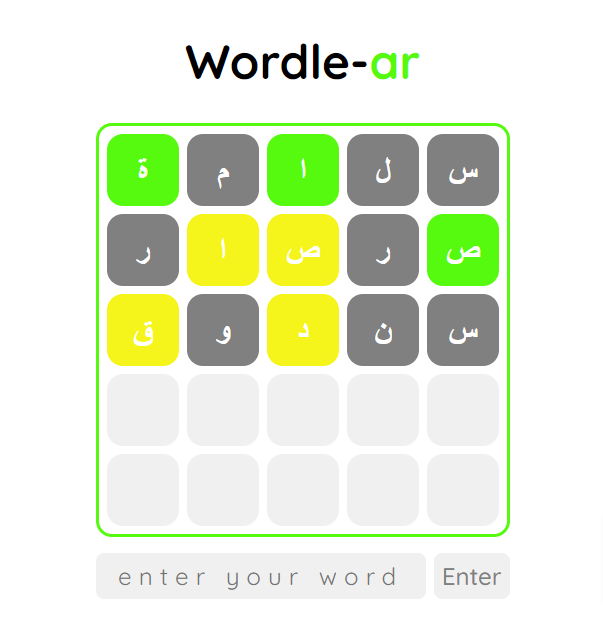 Wordle-ar
س ل ا م ة
ص ر ص ا ر
س ن د و ق
enter your word
Enter